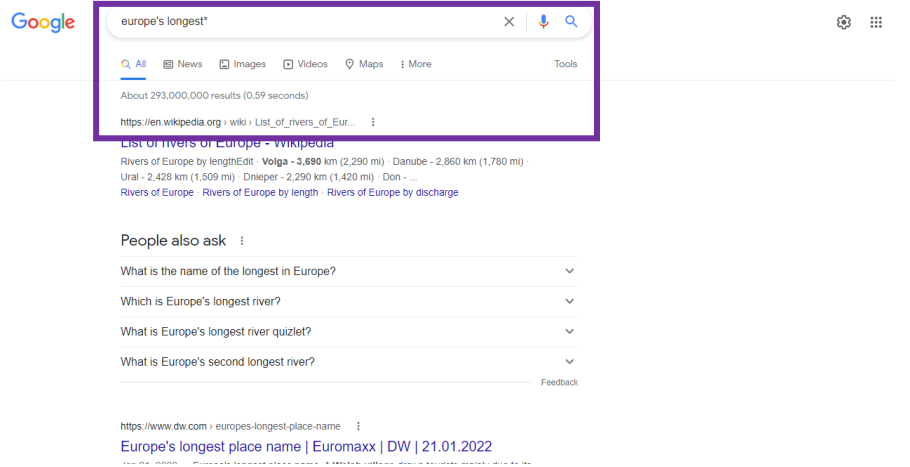 Google
europe's longest*
All News Images Videos Maps More Tools
About 293,000,000 results (0.59 seconds)
https://en.wikipedia.org › wiki › List_of_rivers_of_Eur...
List of rivers of Europe - Wikipedia
Rivers of Europe by lengthEdit · Volga - 3,690 km (2,290 mi) · Danube - 2,860 km (1,780 mi) ·
Ural - 2,428 km (1,509 mi) · Dnieper - 2,290 km (1,420 mi) · Don - ...
Rivers of Europe · Rivers of Europe by length · Rivers of Europe by discharge
People also ask
What is the name of the longest in Europe?
Which is Europe's longest river?
What is Europe's longest river quizlet?
What is Europe's second longest river?
Feedback
https://www.dw.com › europes-longest-place-name
Europe's longest place name | Euromaxx | DW | 21.01.2022